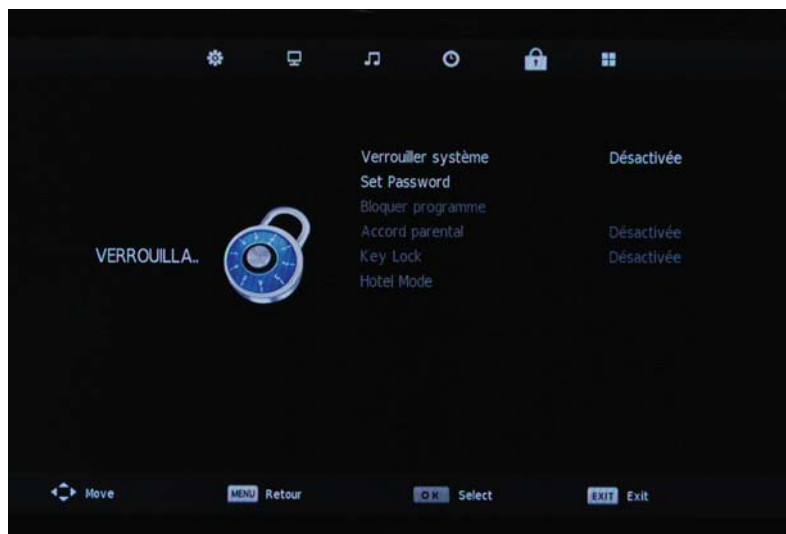 Verrouiller système Désactivée
Set Password
Bloquer programme
Accord parental Désactivée
VERROUILLA..
Key Lock Désactivée
Hotel Mode
Move MENU Retour OK Select EXIT Exit